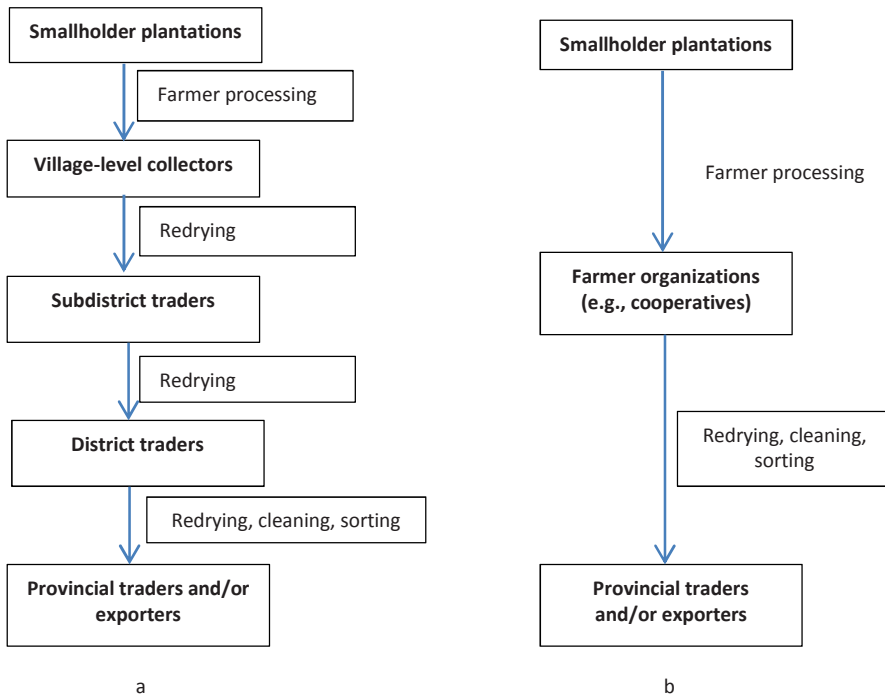 Smallholder plantations
Farmer processing
Village-level collectors
Redrying
Subdistrict traders
Redrying
District traders
Redrying, cleaning, sorting
Provincial traders and/or
exporters
a
Smallholder plantations
Farmer processing
Farmer organizations
(e.g., cooperatives)
Redrying, cleaning,
sorting
Provincial traders
and/or exporters
b